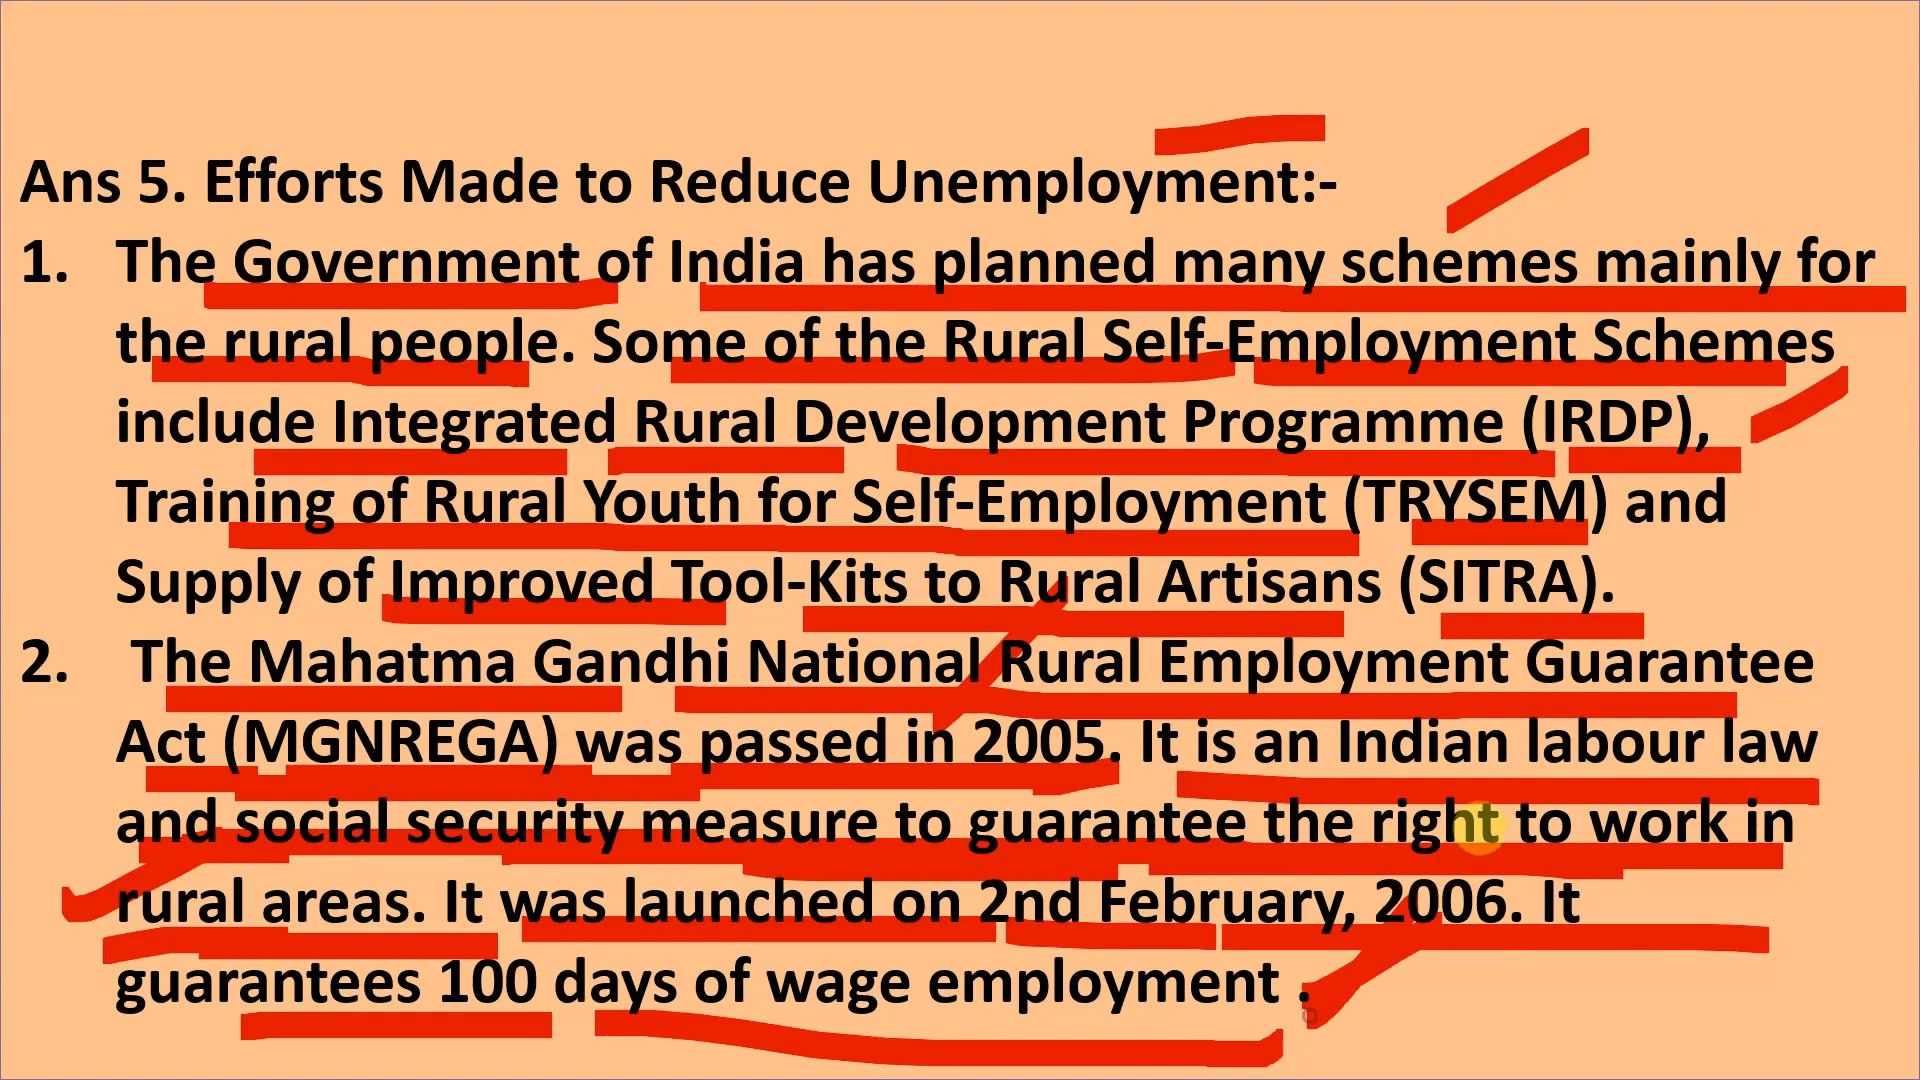 Ans 5. Efforts Made to Reduce Unemployment:-
1. The Government of India has planned many schemes mainly for
the rural people. Some of the Rural Self-Employment Schemes
include Integrated Rural Development Programme (IRDP),
Training of Rural Youth for Self-Employment (TRYSEM) and
Supply of Improved Tool-Kits to Rural Artisans (SITRA).
2. The Mahatma Gandhi National Rural Employment Guarantee
Act (MGNREGA) was passed in 2005. It is an Indian labour law
and social security measure to guarantee the right to work in
rural areas. It was launched on 2nd February, 2006. It
guarantees 100 days of wage employment .